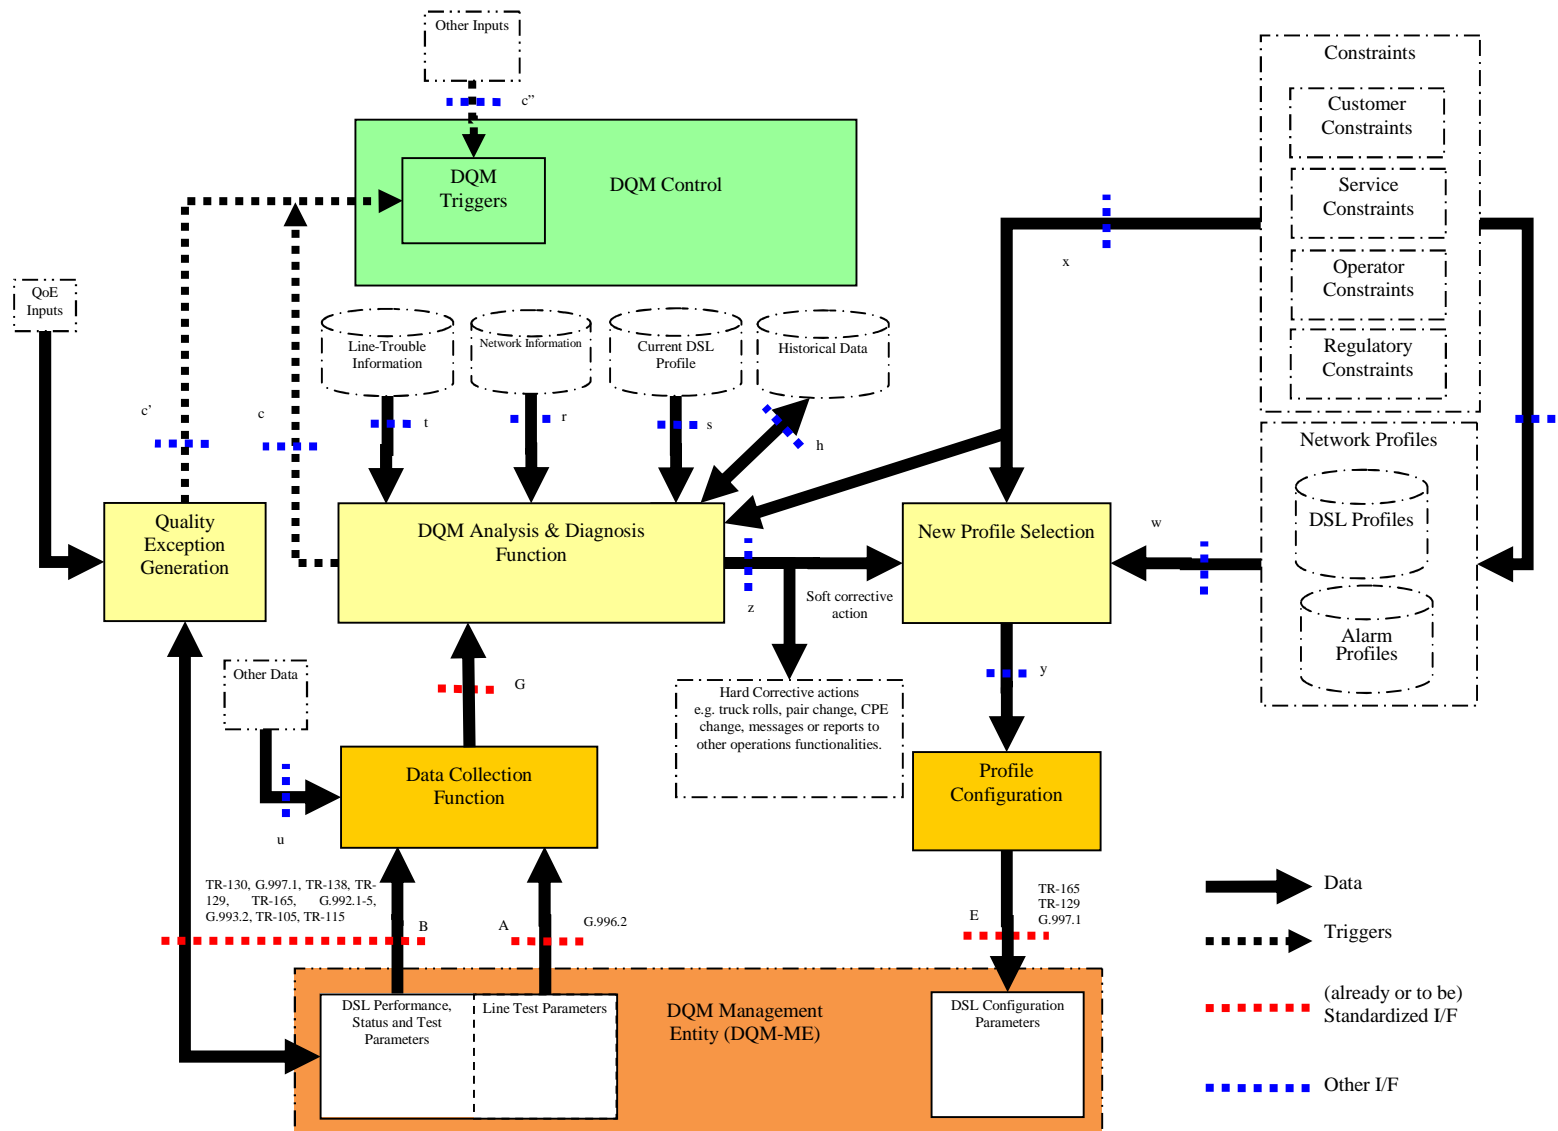 Other Inputs
c”
DQM
Triggers
DQM Control
Constraints
Customer
Constraints
Service
Constraints
Operator
Constraints
Regulatory
Constraints
x
QoE
Inputs
Line-Trouble
Information
Network Information
Current DSL
Profile
Historical Data
c’
c
t
r
s
h
Network Profiles
DSL Profiles
Alarm
Profiles
w
Quality
Exception
Generation
DQM Analysis & Diagnosis
Function
New Profile Selection
z
Soft corrective
action
y
Other Data
G
Hard Corrective actions
e.g. truck rolls, pair change, CPE
change, messages or reports to
other operations functionalities.
Data Collection
Function
Profile
Configuration
u
TR-130, G.997.1, TR-138, TR-
129, TR-165, G.992.1-5,
G.993.2, TR-105, TR-115
B
A
G.996.2
E
TR-165
TR-129
G.997.1
DSL Performance,
Status and Test
Parameters
Line Test Parameters
DQM Management
Entity (DQM-ME)
DSL Configuration
Parameters
Data
Triggers
(already or to be)
Standardized I/F
Other I/F